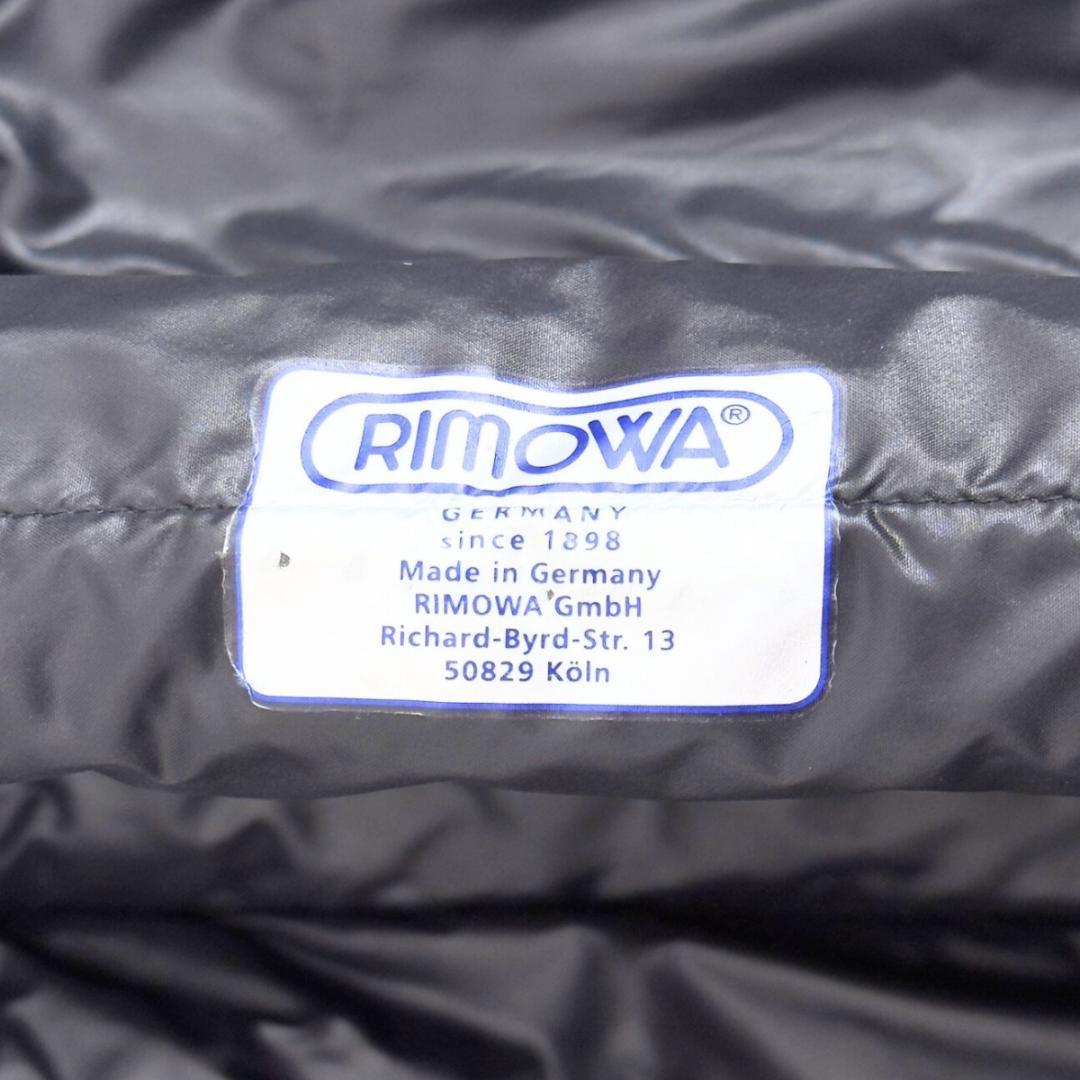 RIMOWA®
GERMANY
since 1898
Made in Germany
RIMOWA GmbH
Richard-Byrd-Str. 13
50829 Köln